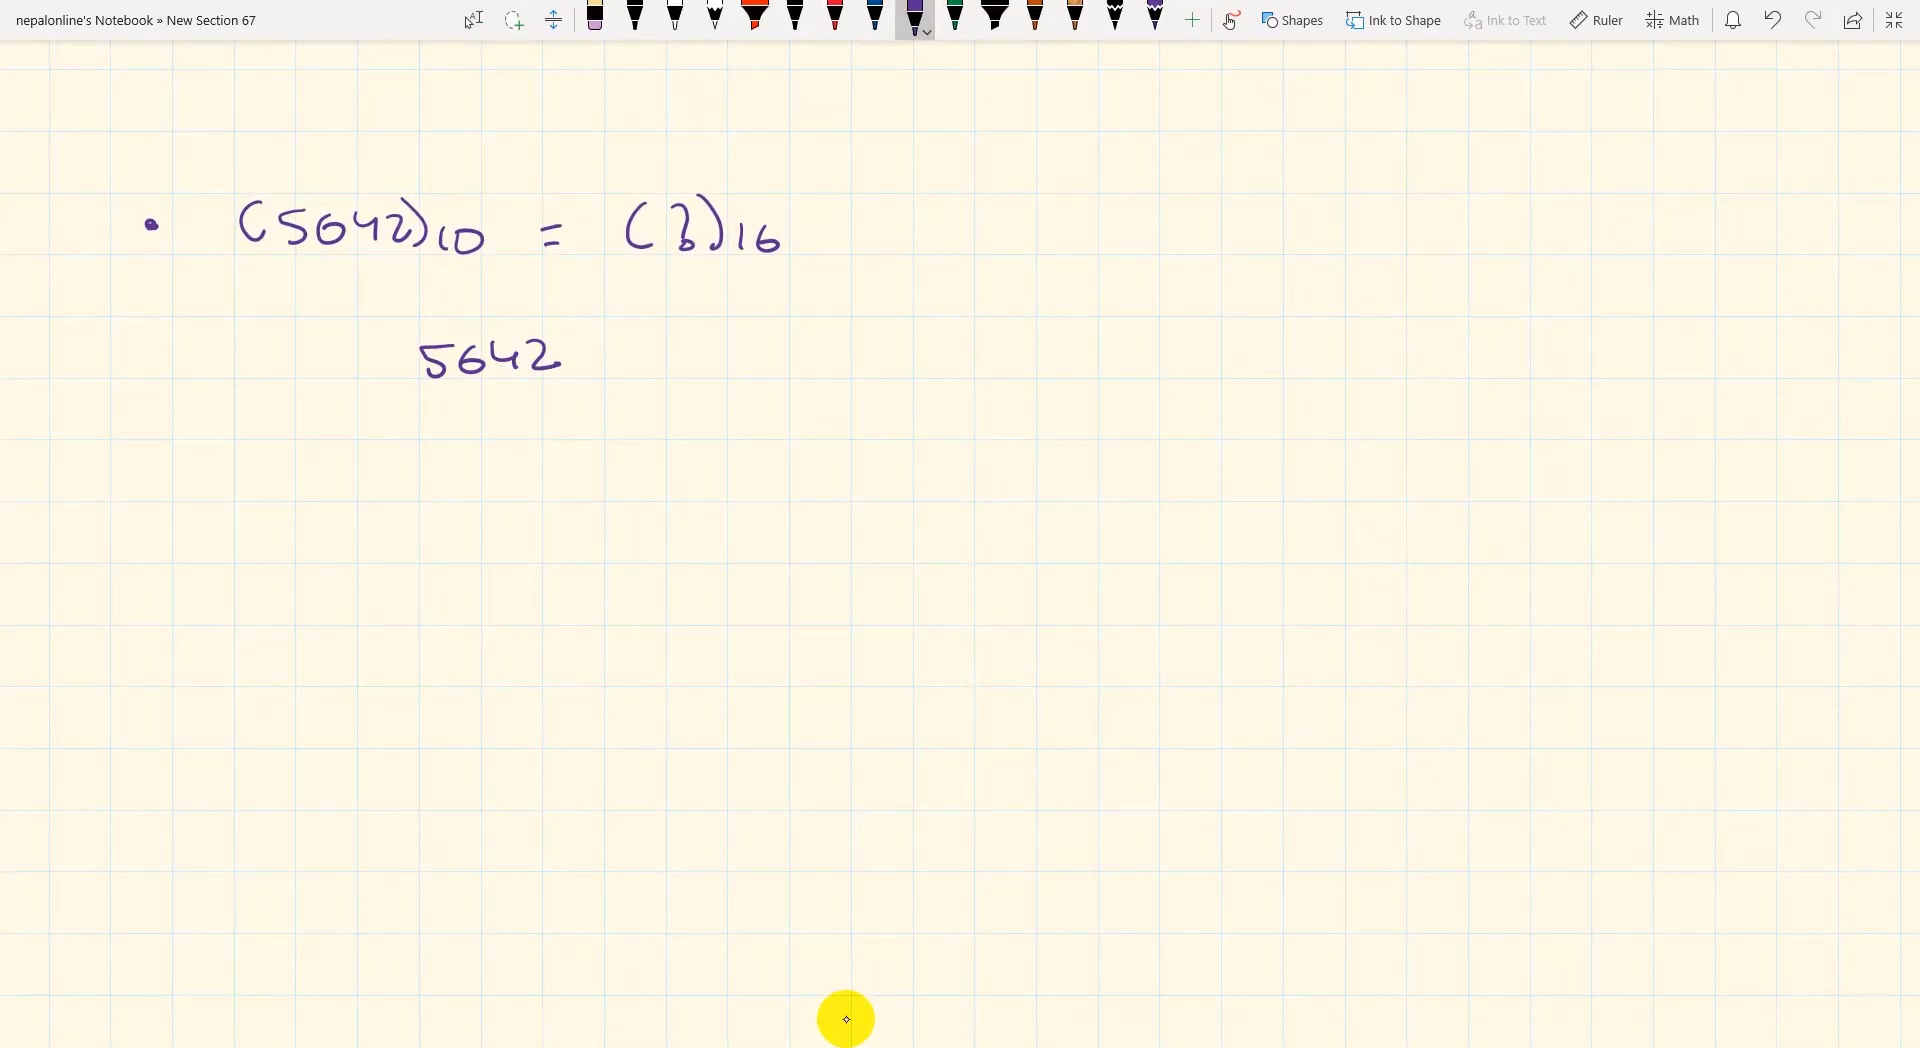 nepalonline's Notebook » New Section 67
Shapes Ink to Shape Ink to Text Ruler Math
• (5642)₁₀ = (?)₁₆
5642